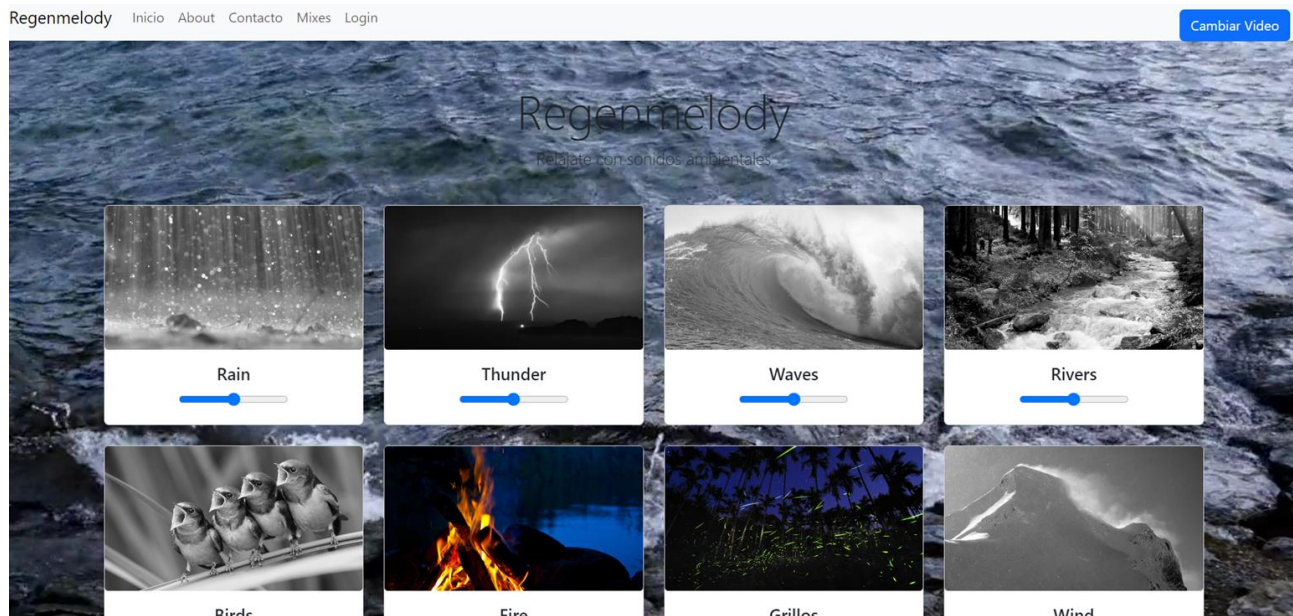 Regenmelody Inicio About Contacto Mixes Login Cambiar Video
Regenmelody
Relájate con sonidos ambientales
Rain Thunder Waves Rivers
Birds Fire Grillos Wind